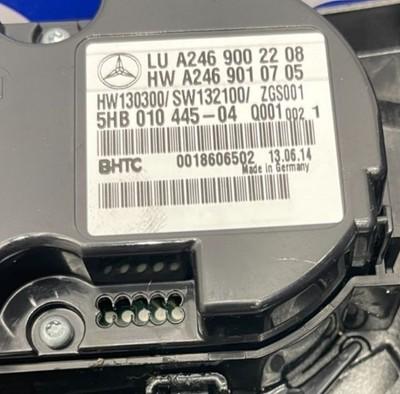 LU A246 900 22 08
HW A246 901 07 05
HW130300/ SW132100/ ZGS001
5HB 010 445-04 0001 002 1
BHTC 0018606502 13.06.14
Made in Germany